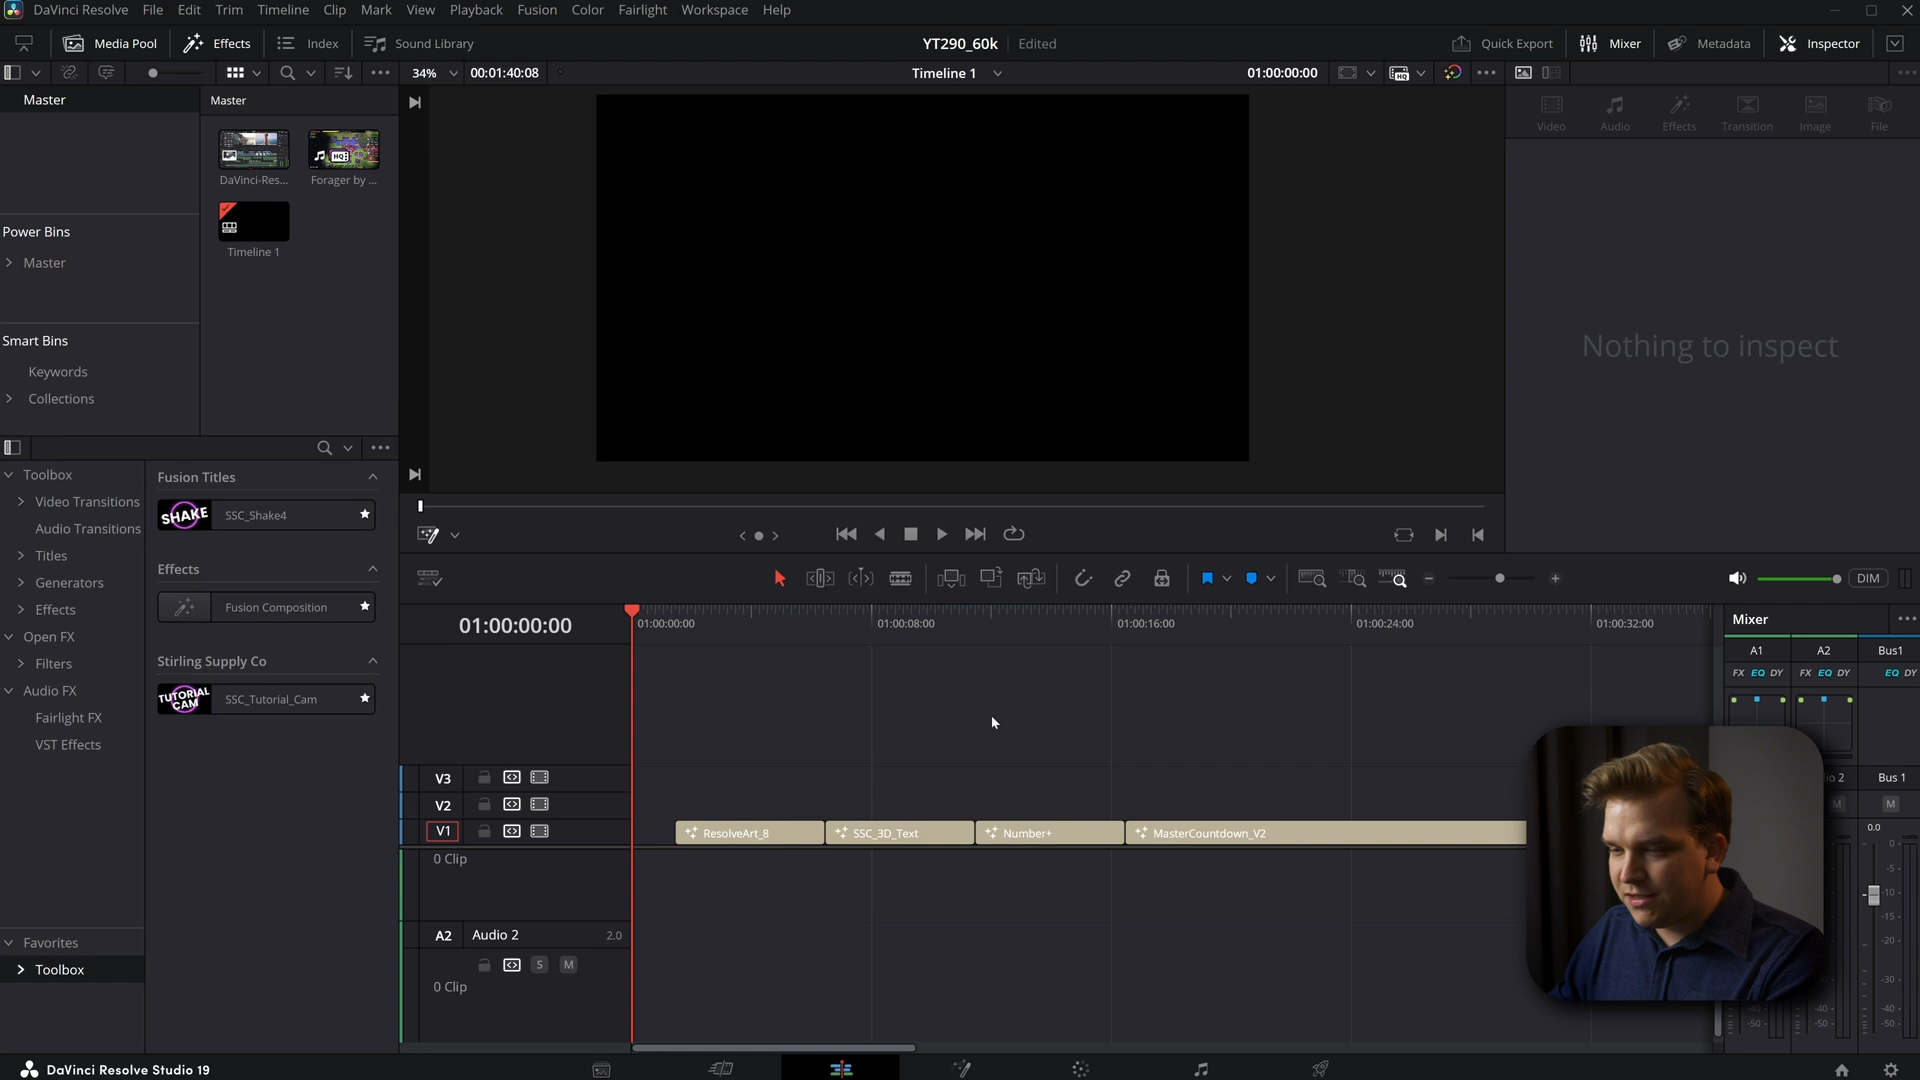 DaVinci Resolve File Edit Trim Timeline Clip Mark View Playback Fusion Color Fairlight Workspace Help
Media Pool Effects Index Sound Library YT290_60k Edited Quick Export Mixer Metadata Inspector
34% 00:01:40:08 Timeline 1 01:00:00:00
Master Master
Video Audio Effects Transition Image File
DaVinci-Res... Forager by ...
HQ
Timeline 1
Power Bins
Master
Nothing to inspect
Smart Bins
Keywords
Collections
Toolbox
Video Transitions
Audio Transitions
Titles
Generators
Effects
Open FX
Filters
Audio FX
Fairlight FX
VST Effects
Favorites
Toolbox
Fusion Titles
SHAKE SSC_Shake4
Effects
Fusion Composition
Stirling Supply Co
TUTORIAL CAM SSC_Tutorial_Cam
DIM
01:00:00:00
01:00:00:00 01:00:08:00 01:00:16:00 01:00:24:00 01:00:32:00
V3
V2
V1 ResolveArt_8 SSC_3D_Text Number+ MasterCountdown_V2
0 Clip
A2 Audio 2 2.0
S M
0 Clip
Mixer
A1 A2 Bus1
FX EQ DY FX EQ DY EQ DY
io 2 Bus 1
M M
0.0
0
-5
-10
-15
-20
-30
-40 -40 -40
-50 -50 -50
DaVinci Resolve Studio 19